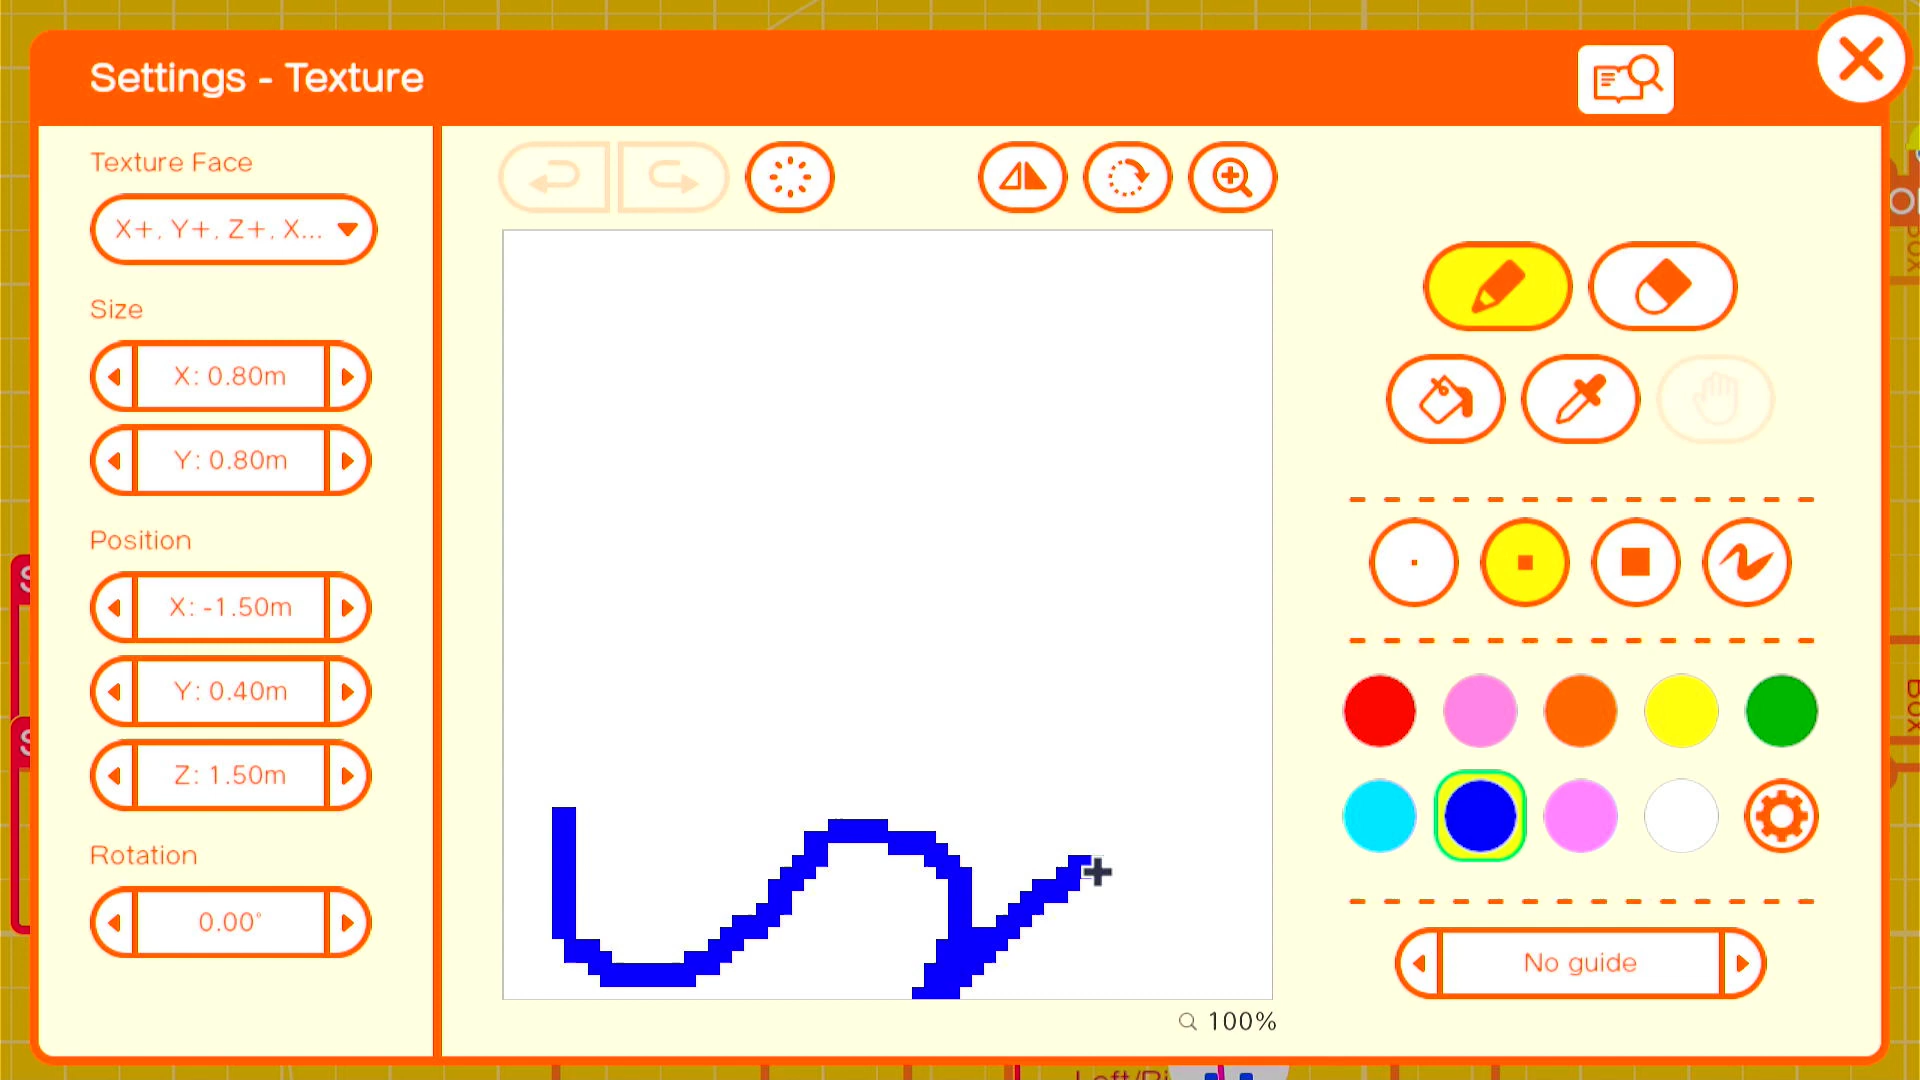 Settings - Texture
Texture Face
X+, Y+, Z+, X...
Size
X: 0.80m
Y: 0.80m
Position
X: -1.50m
Y: 0.40m
Z: 1.50m
Rotation
0.00°
No guide
100%